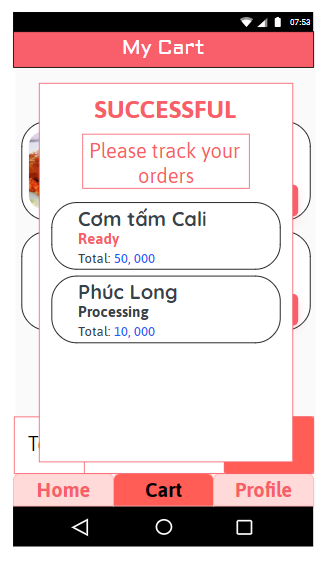 07:53
My Cart
SUCCESSFUL
Please track your
orders
Cơm tấm Cali
Ready
Total: 50, 000
Phúc Long
Processing
Total: 10, 000
Home
Cart
Profile